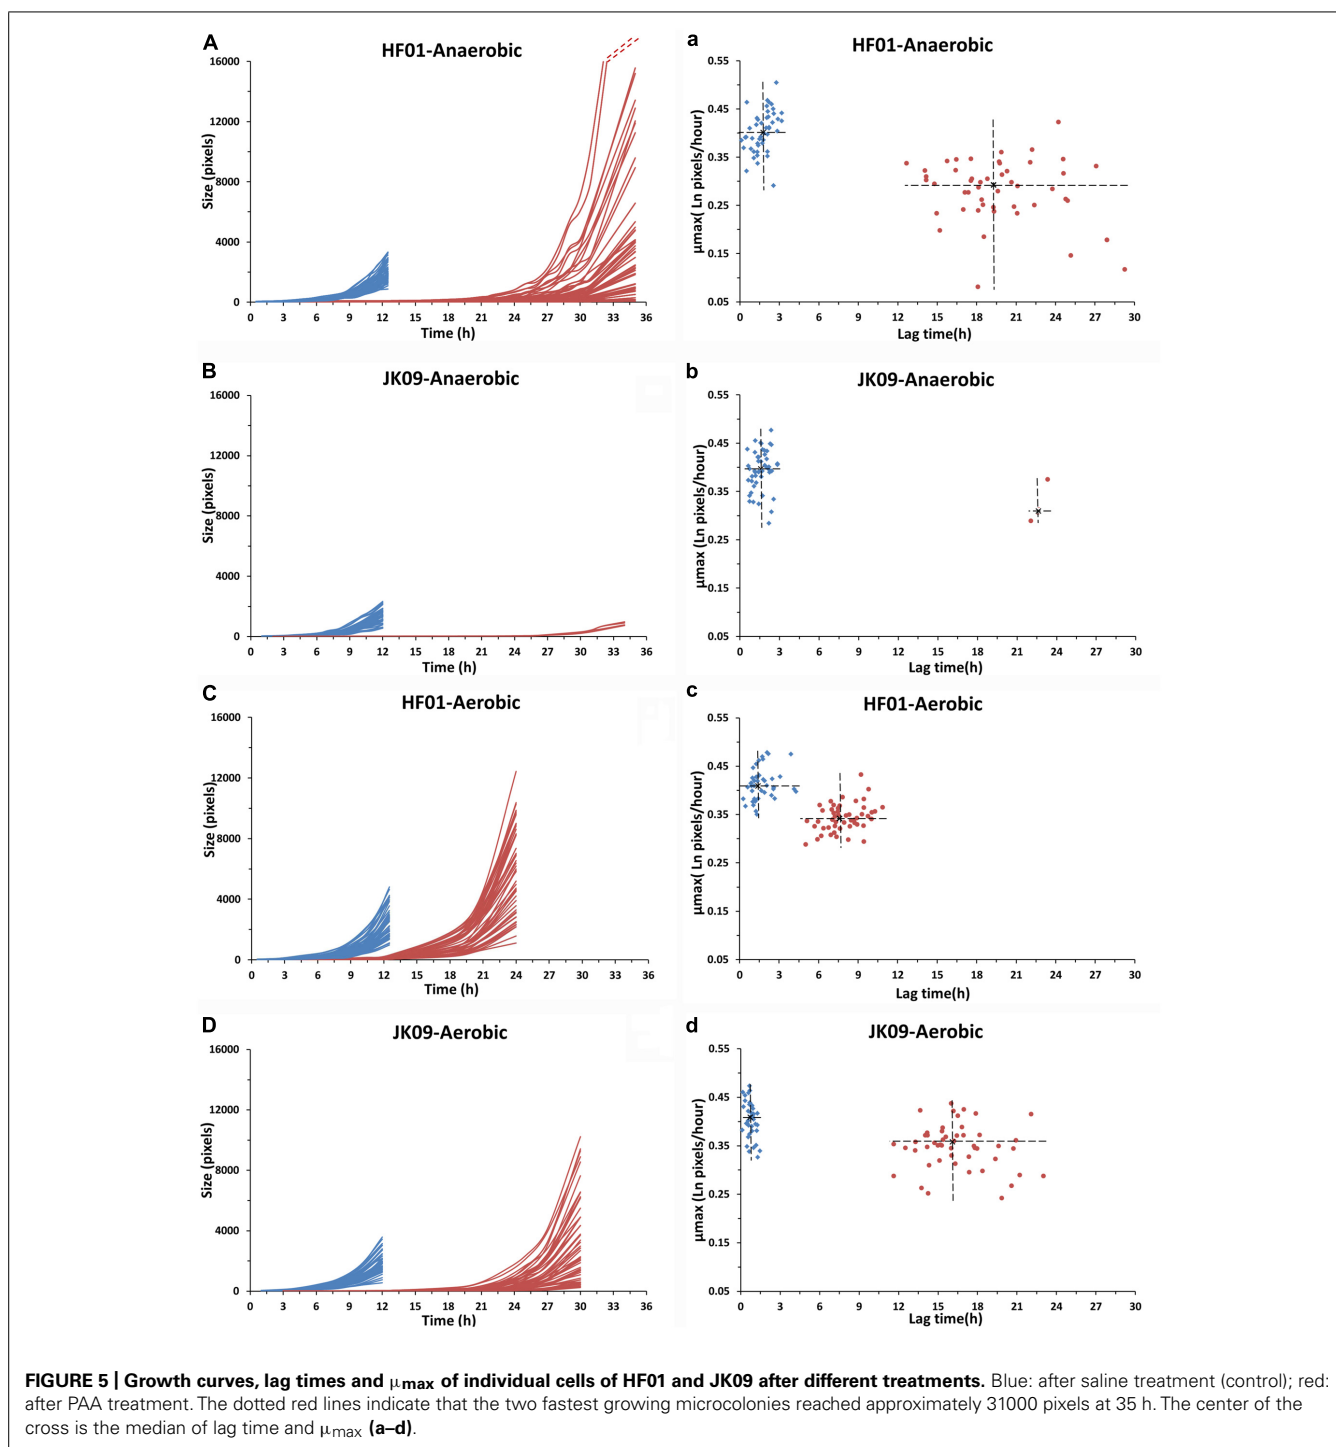 A
HF01-Anaerobic
16000
12000
8000
4000
0
Size (pixels)
0 3 6 9 12 15 18 21 24 27 30 33 36
Time (h)
a
HF01-Anaerobic
0.55
0.45
0.35
0.25
0.15
0.05
μmax( Ln pixels/hour)
0 3 6 9 12 15 18 21 24 27 30
Lag time(h)
B
JK09-Anaerobic
16000
12000
8000
4000
0
Size (pixels)
0 3 6 9 12 15 18 21 24 27 30 33 36
Time (h)
b
JK09-Anaerobic
0.55
0.45
0.35
0.25
0.15
0.05
μmax (Ln pixels/hour)
0 3 6 9 12 15 18 21 24 27 30
Lag time(h)
C
HF01-Aerobic
16000
12000
8000
4000
0
Size (pixels)
0 3 6 9 12 15 18 21 24 27 30 33 36
Time (h)
c
HF01-Aerobic
0.55
0.45
0.35
0.25
0.15
0.05
μmax( Ln pixels/hour)
0 3 6 9 12 15 18 21 24 27 30
Lag time(h)
D
JK09-Aerobic
16000
12000
8000
4000
0
Size (pixels)
0 3 6 9 12 15 18 21 24 27 30 33 36
Time (h)
d
JK09-Aerobic
0.55
0.45
0.35
0.25
0.15
0.05
μmax (Ln pixels/hour)
0 3 6 9 12 15 18 21 24 27 30
Lag time(h)
FIGURE 5 | Growth curves, lag times and μmax of individual cells of HF01 and JK09 after different treatments. Blue: after saline treatment (control); red:
after PAA treatment. The dotted red lines indicate that the two fastest growing microcolonies reached approximately 31000 pixels at 35 h. The center of the
cross is the median of lag time and μmax (a–d).